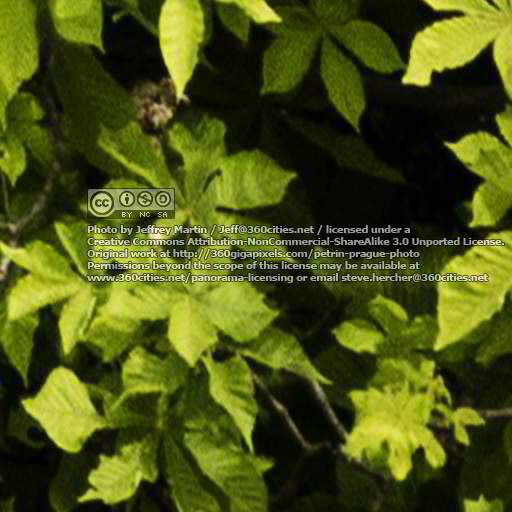 cc
BY NC SA
Photo by Jeffrey Martin / Jeff@360cities.net / licensed under a
Creative Commons Attribution-NonCommercial-ShareAlike 3.0 Unported License.
Original work at http://360gigapixels.com/petrin-prague-photo
Permissions beyond the scope of this license may be available at
www.360cities.net/panorama-licensing or email steve.hercher@360cities.net